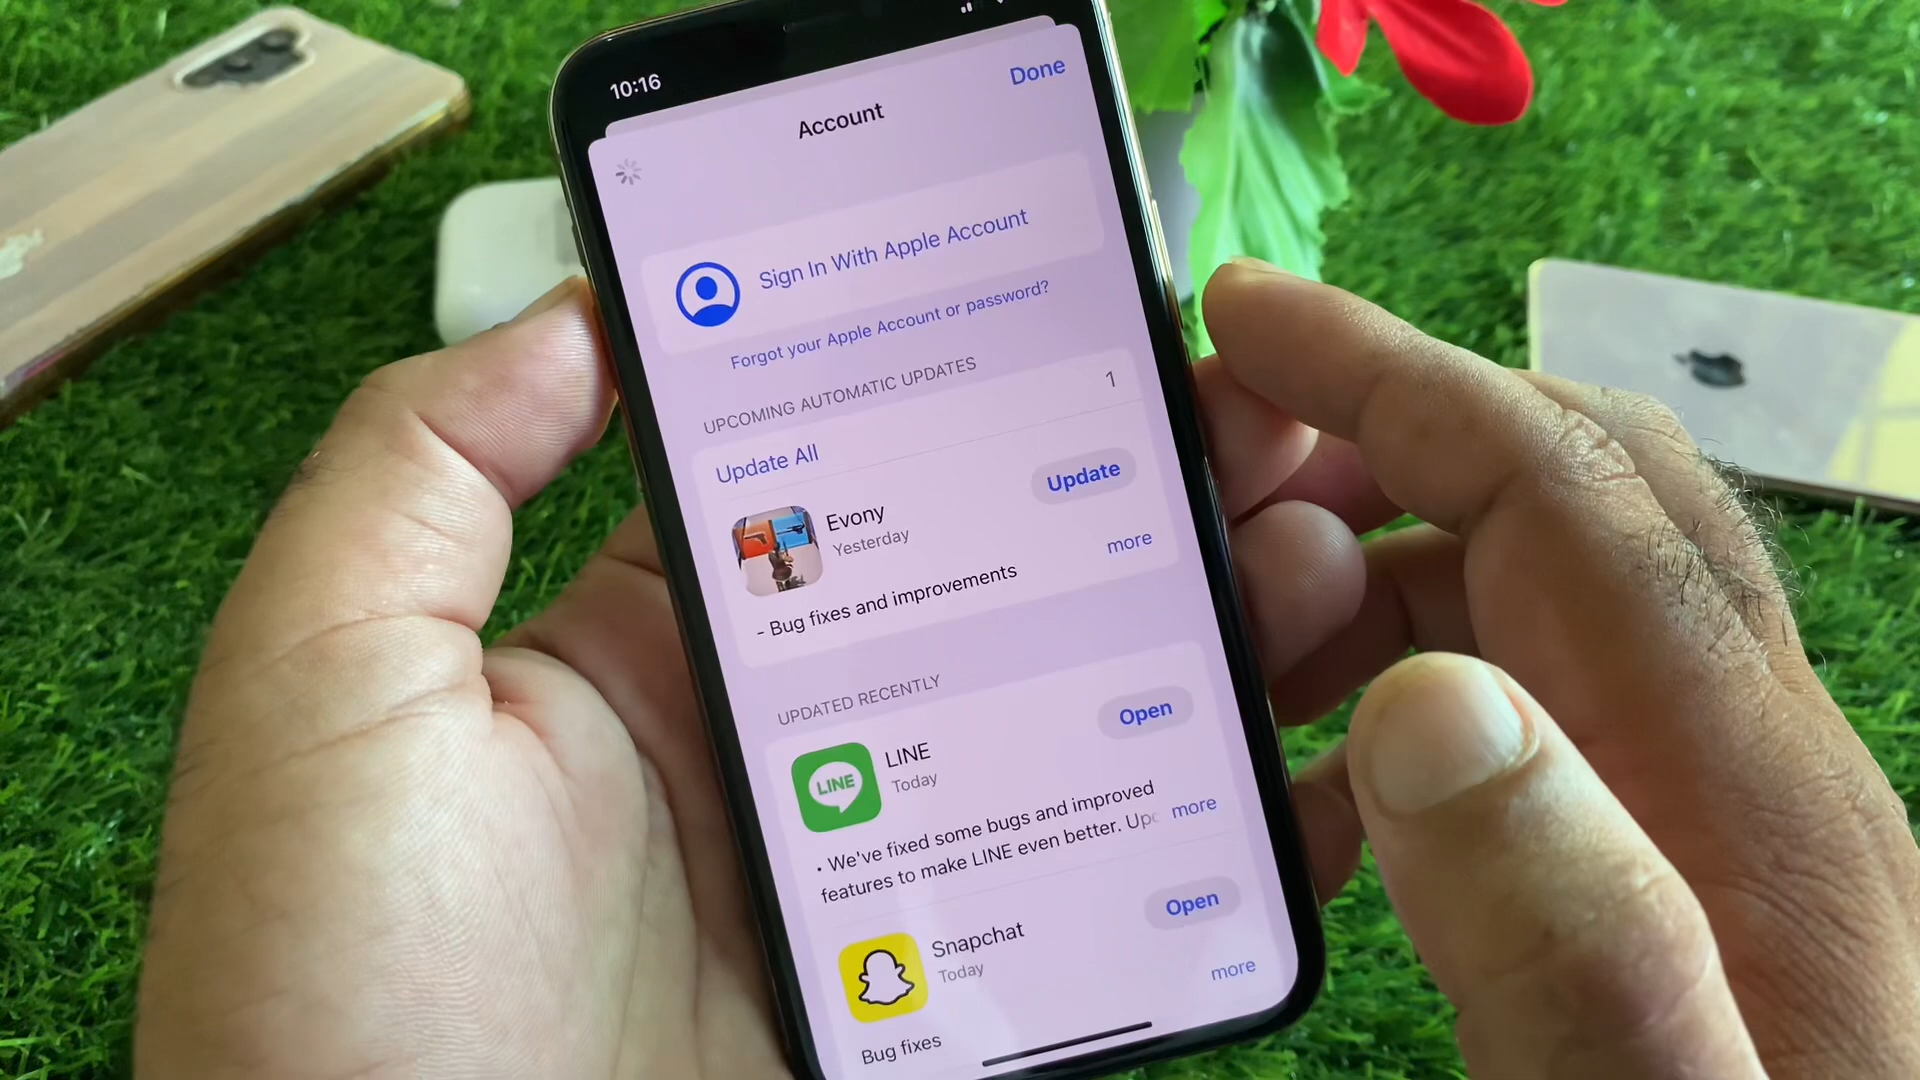 10:16
Done
Account
Sign In With Apple Account
Forgot your Apple Account or password?
UPCOMING AUTOMATIC UPDATES
1
Update All
Evony
Yesterday
Update
more
- Bug fixes and improvements
UPDATED RECENTLY
LINE
LINE
Today
Open
• We've fixed some bugs and improved
features to make LINE even better.
more
Snapchat
Today
Open
more
Bug fixes